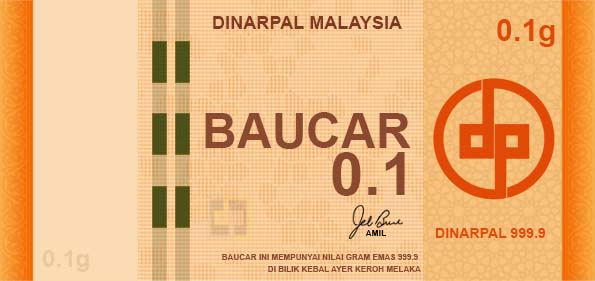 DINARPAL MALAYSIA
0.1g
BAUCAR
0.1
dp
AMIL
DINARPAL 999.9
0.1g
BAUCAR INI MEMPUNYAI NILAI GRAM EMAS 999.9
DI BILIK KEBAL AYER KEROH MELAKA